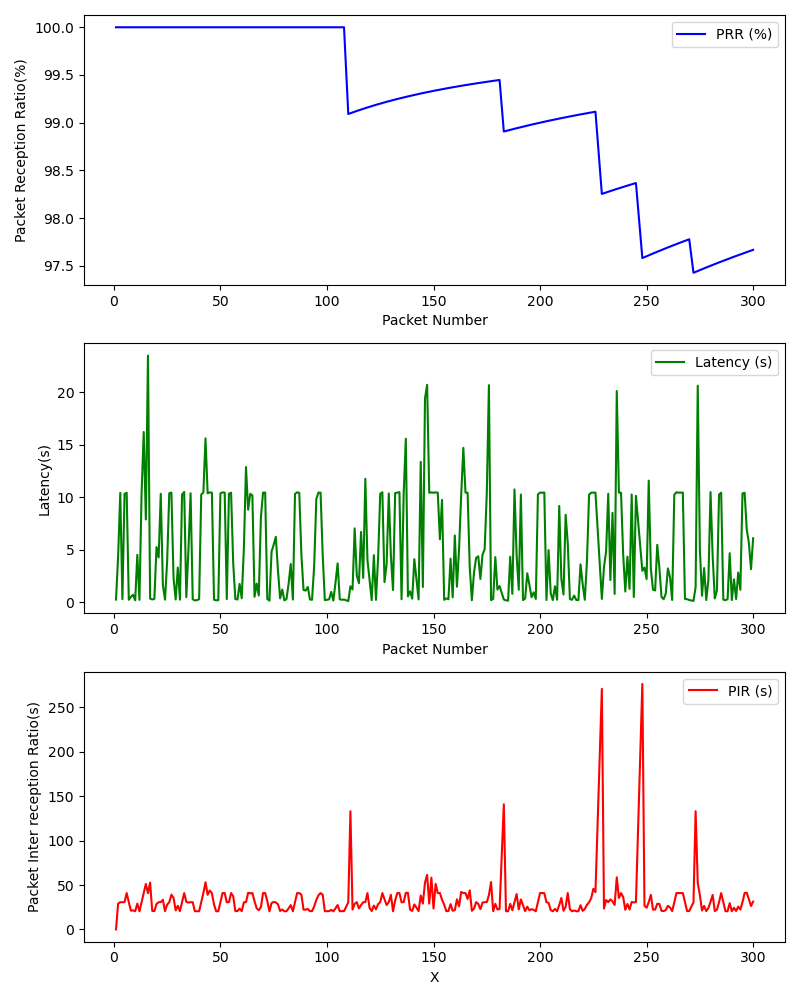 100.0
99.5
99.0
98.5
98.0
97.5
Packet Reception Ratio(%)
PRR (%)
0 50 100 150 200 250 300
Packet Number
20
15
10
5
0
Latency(s)
Latency (s)
0 50 100 150 200 250 300
Packet Number
250
200
150
100
50
0
Packet Inter reception Ratio(s)
PIR (s)
0 50 100 150 200 250 300
X